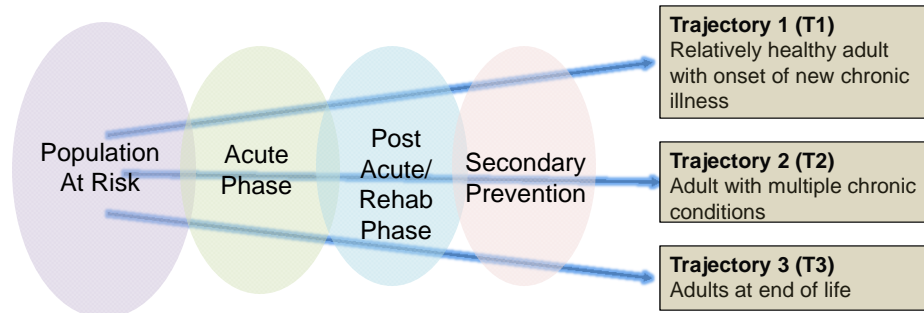 Population
At Risk
Acute
Phase
Post
Acute/
Rehab
Phase
Secondary
Prevention
Trajectory 1 (T1)
Relatively healthy adult
with onset of new chronic
illness
Trajectory 2 (T2)
Adult with multiple chronic
conditions
Trajectory 3 (T3)
Adults at end of life